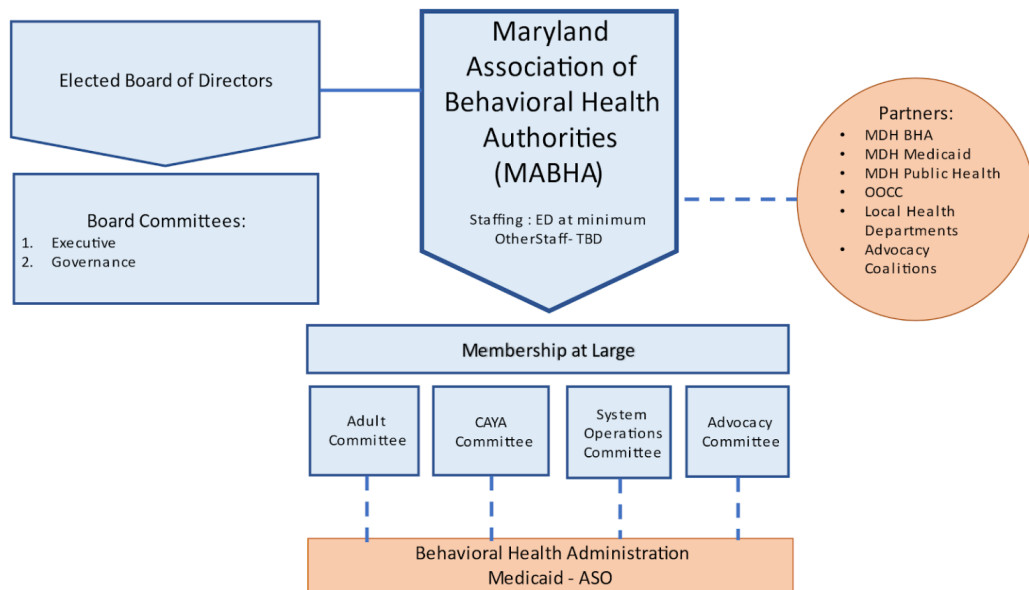 Elected Board of Directors
Board Committees:
1. Executive
2. Governance
Maryland
Association of
Behavioral Health
Authorities
(MABHA)
Staffing : ED at minimum
OtherStaff- TBD
Partners:
• MDH BHA
• MDH Medicaid
• MDH Public Health
• OOCC
• Local Health
Departments
• Advocacy
Coalitions
Membership at Large
Adult
Committee
CAYA
Committee
System
Operations
Committee
Advocacy
Committee
Behavioral Health Administration
Medicaid - ASO